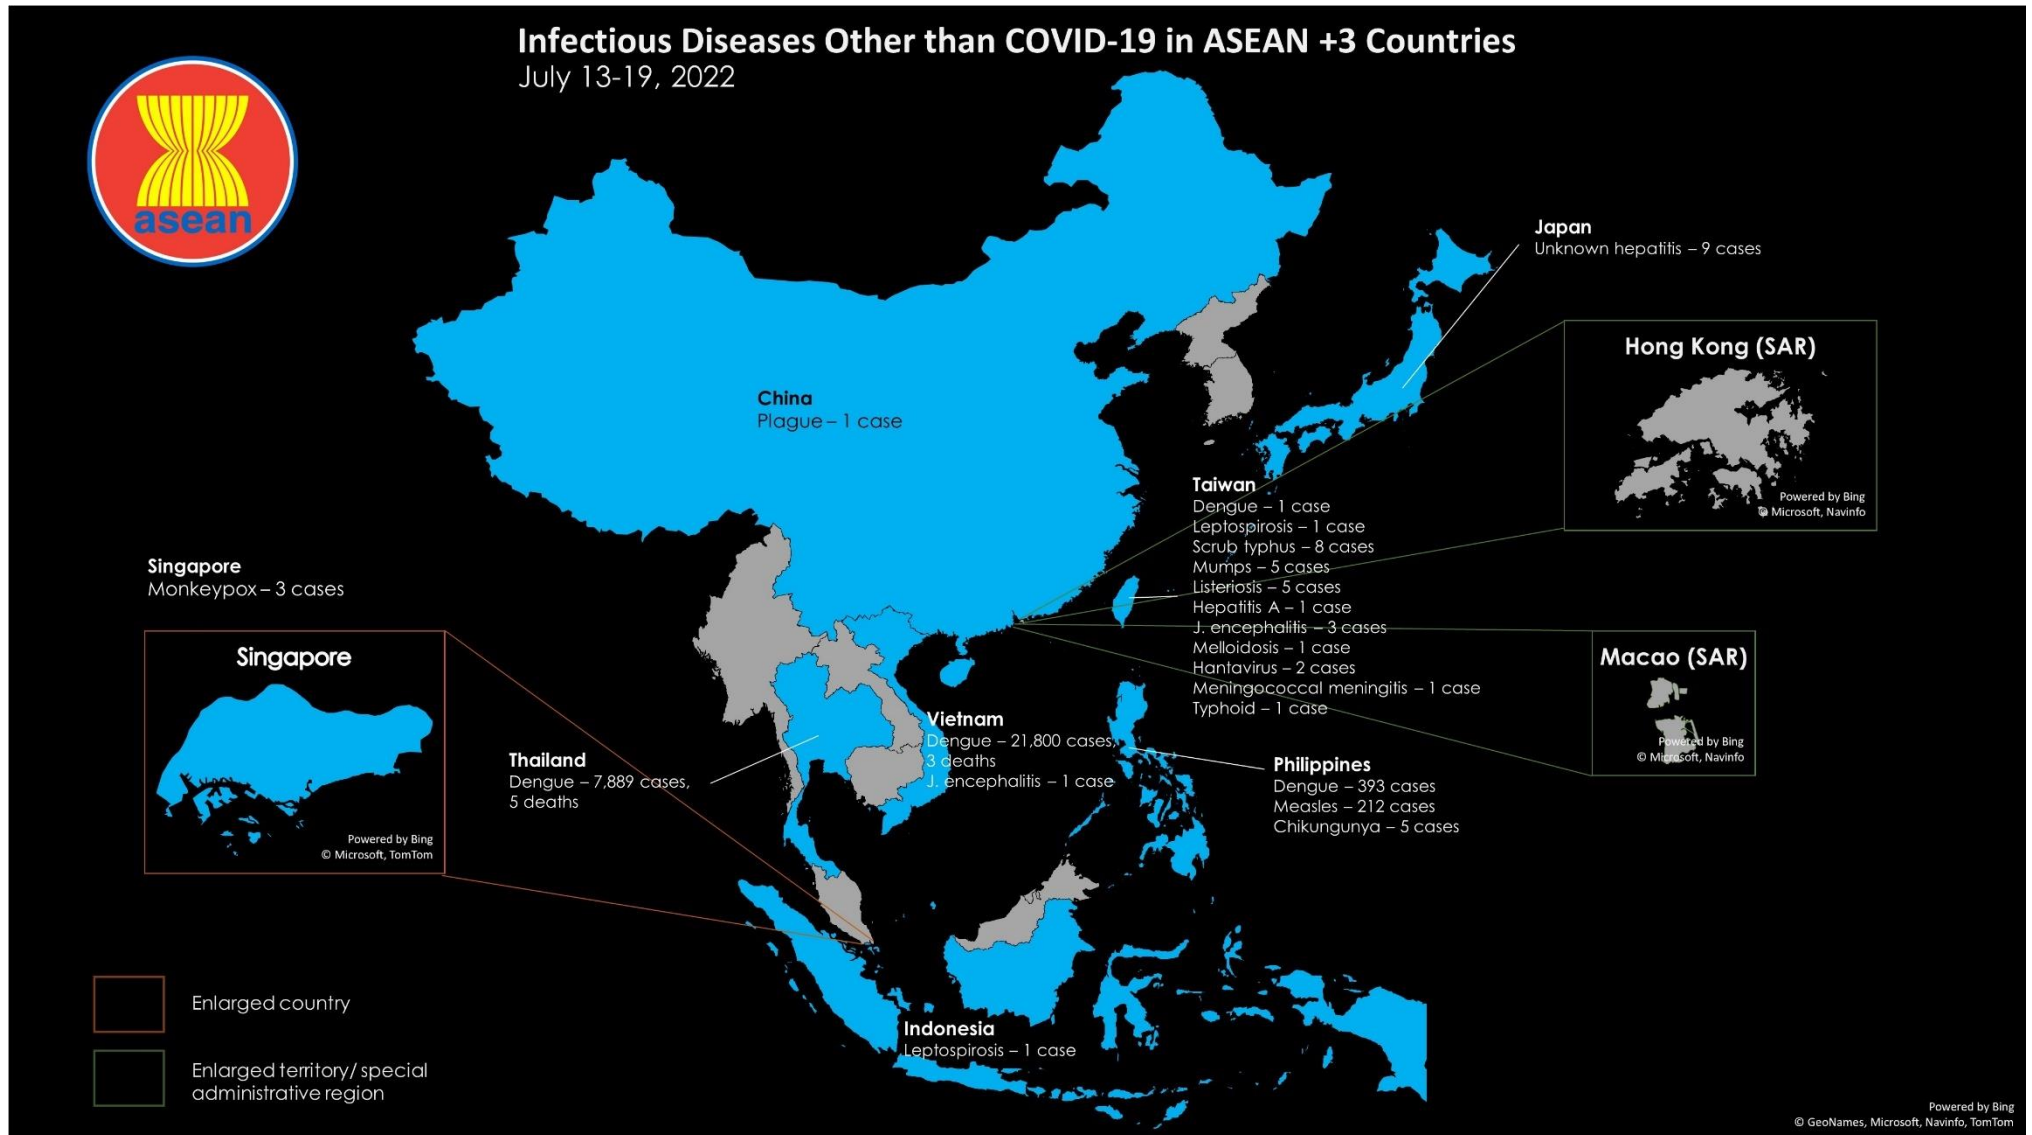 Infectious Diseases Other than COVID-19 in ASEAN +3 Countries
July 13-19, 2022
asean
Japan
Unknown hepatitis – 9 cases
Hong Kong (SAR)
Powered by Bing
© Microsoft, Navinfo
China
Plague – 1 case
Taiwan
Dengue – 1 case
Leptospirosis – 1 case
Scrub typhus – 8 cases
Mumps – 5 cases
Listeriosis – 5 cases
Hepatitis A – 1 case
J. encephalitis – 3 cases
Melloidosis – 1 case
Hantavirus – 2 cases
Meningococcal meningitis – 1 case
Typhoid – 1 case
Singapore
Monkeypox – 3 cases
Singapore
Powered by Bing
© Microsoft, TomTom
Macao (SAR)
Powered by Bing
© Microsoft, Navinfo
Vietnam
Dengue – 21,800 cases,
3 deaths
J. encephalitis – 1 case
Thailand
Dengue – 7,889 cases,
5 deaths
Philippines
Dengue – 393 cases
Measles – 212 cases
Chikungunya – 5 cases
Indonesia
Leptospirosis – 1 case
Enlarged country
Enlarged territory/ special
administrative region
Powered by Bing
© GeoNames, Microsoft, Navinfo, TomTom